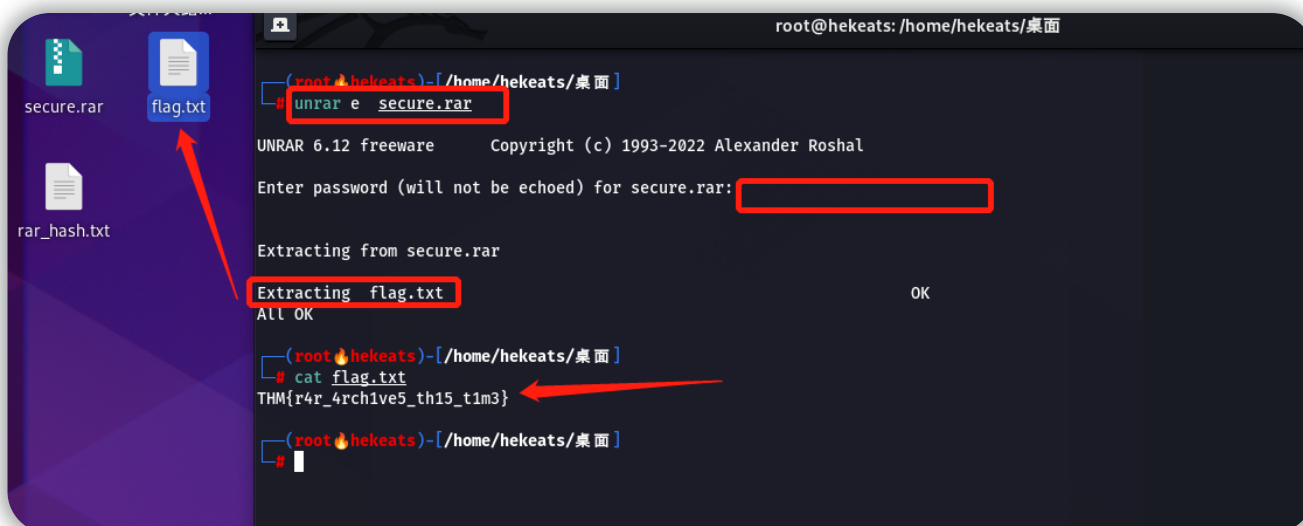 root@hekeats: /home/hekeats/桌面
secure.rar
flag.txt
rar_hash.txt
(root🔥hekeats)-[/home/hekeats/桌面]
# unrar e secure.rar
UNRAR 6.12 freeware Copyright (c) 1993-2022 Alexander Roshal
Enter password (will not be echoed) for secure.rar:
Extracting from secure.rar
Extracting flag.txt OK
All OK
(root🔥hekeats)-[/home/hekeats/桌面]
# cat flag.txt
THM{r4r_4rch1ve5_th15_t1m3}
(root🔥hekeats)-[/home/hekeats/桌面]
#